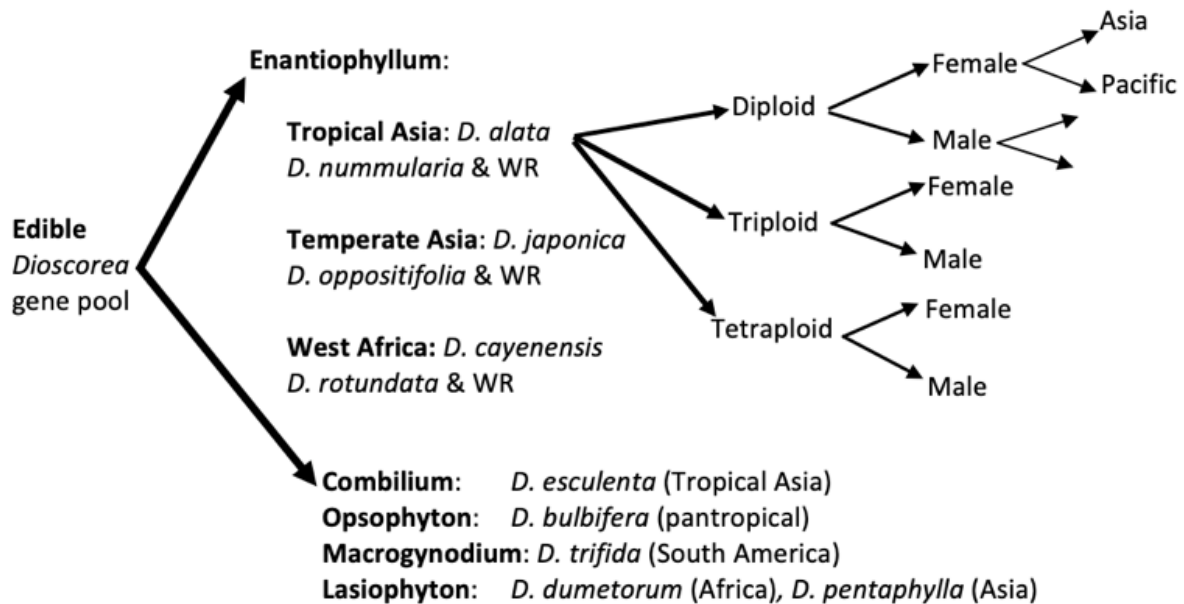 Enantiophyllum:
Tropical Asia: D. alata
D. nummularia & WR
Edible
Dioscorea
gene pool
Temperate Asia: D. japonica
D. oppositifolia & WR
West Africa: D. cayenensis
D. rotundata & WR
Diploid
Female
Asia
Pacific
Male
Triploid
Female
Male
Tetraploid
Female
Male
Combilium: D. esculenta (Tropical Asia)
Opsophyton: D. bulbifera (pantropical)
Macrogynodium: D. trifida (South America)
Lasiophyton: D. dumetorum (Africa), D. pentaphylla (Asia)